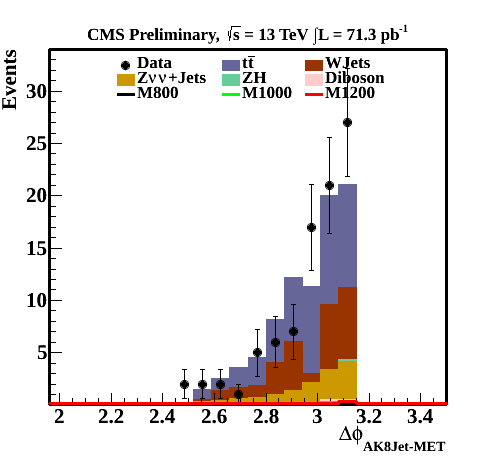 CMS Preliminary, √s = 13 TeV ∫L = 71.3 pb⁻¹
Events
Data
tt̅
WJets
Zνν+Jets
ZH
Diboson
M800
M1000
M1200
30
25
20
15
10
5
2 2.2 2.4 2.6 2.8 3 3.2 3.4
Δϕ AK8Jet-MET